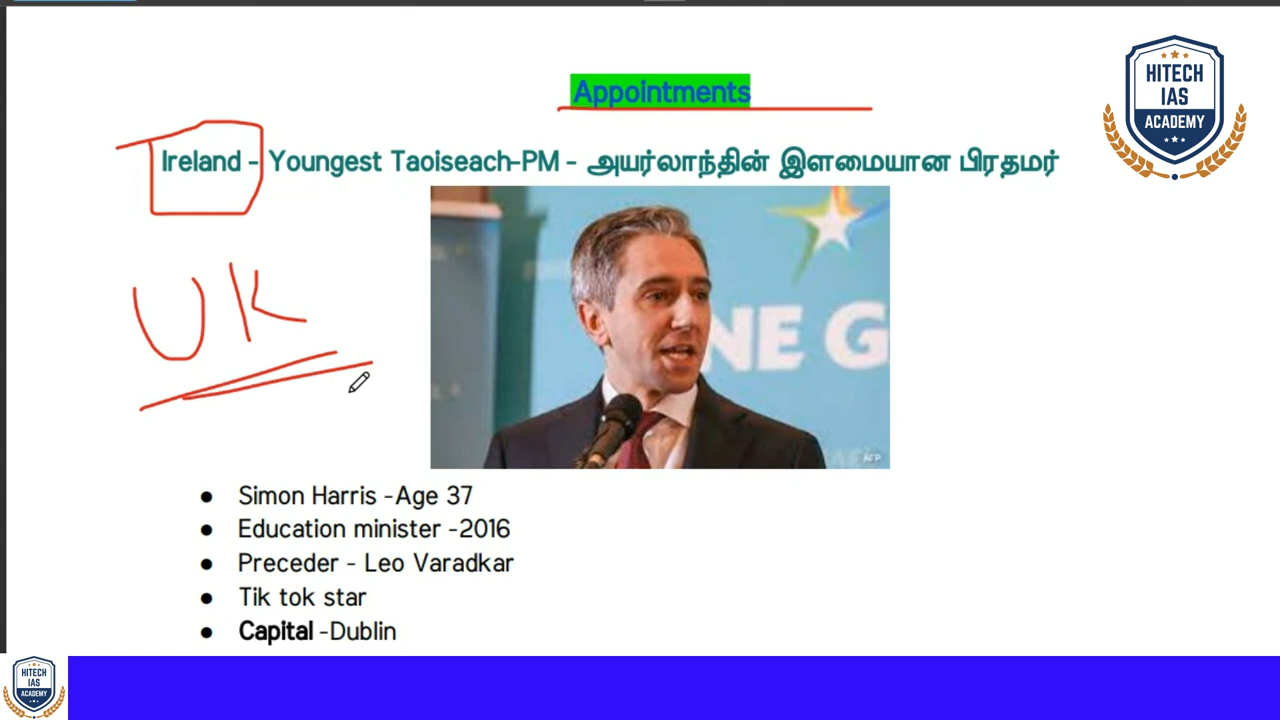 Appointments
HITECH
IAS
ACADEMY
Ireland - Youngest Taoiseach-PM - அயர்லாந்தின் இளமையான பிரதமர்
UK
NE G
AFP
● Simon Harris -Age 37
● Education minister -2016
● Preceder - Leo Varadkar
● Tik tok star
● Capital -Dublin
HITECH
IAS
ACADEMY